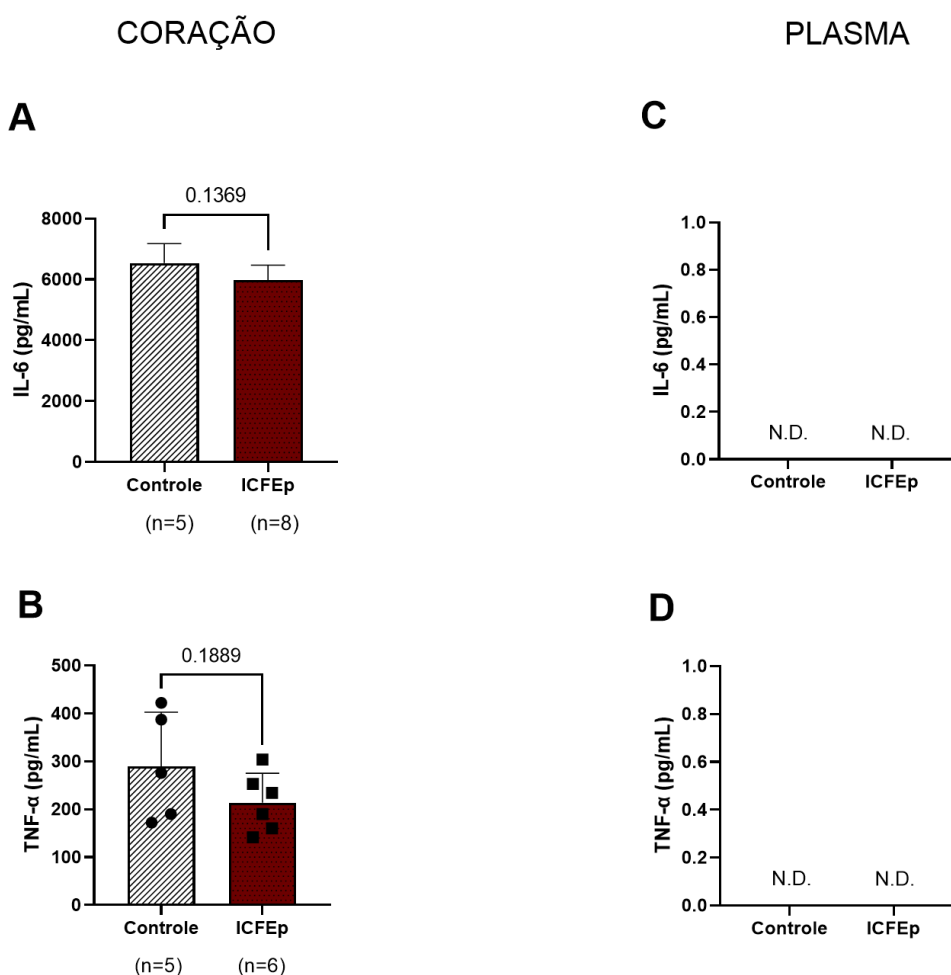 CORAÇÃO
PLASMA
A
0.1369
8000
6000
4000
2000
0
IL-6 (pg/mL)
Controle ICFEp
(n=5) (n=8)
C
1.0
0.8
0.6
0.4
0.2
0.0
IL-6 (pg/mL)
N.D. N.D.
Controle ICFEp
B
0.1889
500
400
300
200
100
0
TNF-α (pg/mL)
Controle ICFEp
(n=5) (n=6)
D
1.0
0.8
0.6
0.4
0.2
0.0
TNF-α (pg/mL)
N.D. N.D.
Controle ICFEp